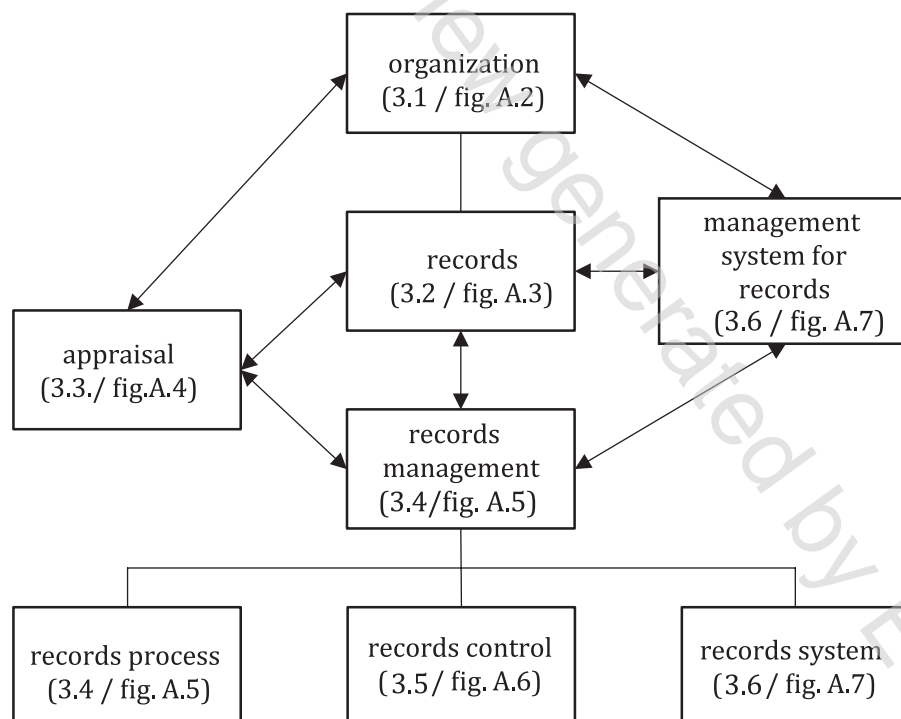 organization
(3.1 / fig. A.2)
management
system for
records
(3.6 / fig. A.7)
records
(3.2 / fig. A.3)
appraisal
(3.3./ fig.A.4)
records
management
(3.4/fig. A.5)
records process
(3.4 / fig. A.5)
records control
(3.5 / fig. A.6)
records system
(3.6 / fig. A.7)
generated by